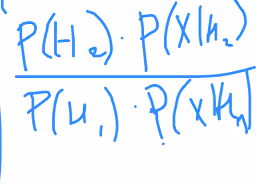 P(H₂) · P(X|H₂)
P(H₁) · P(X|H₁)